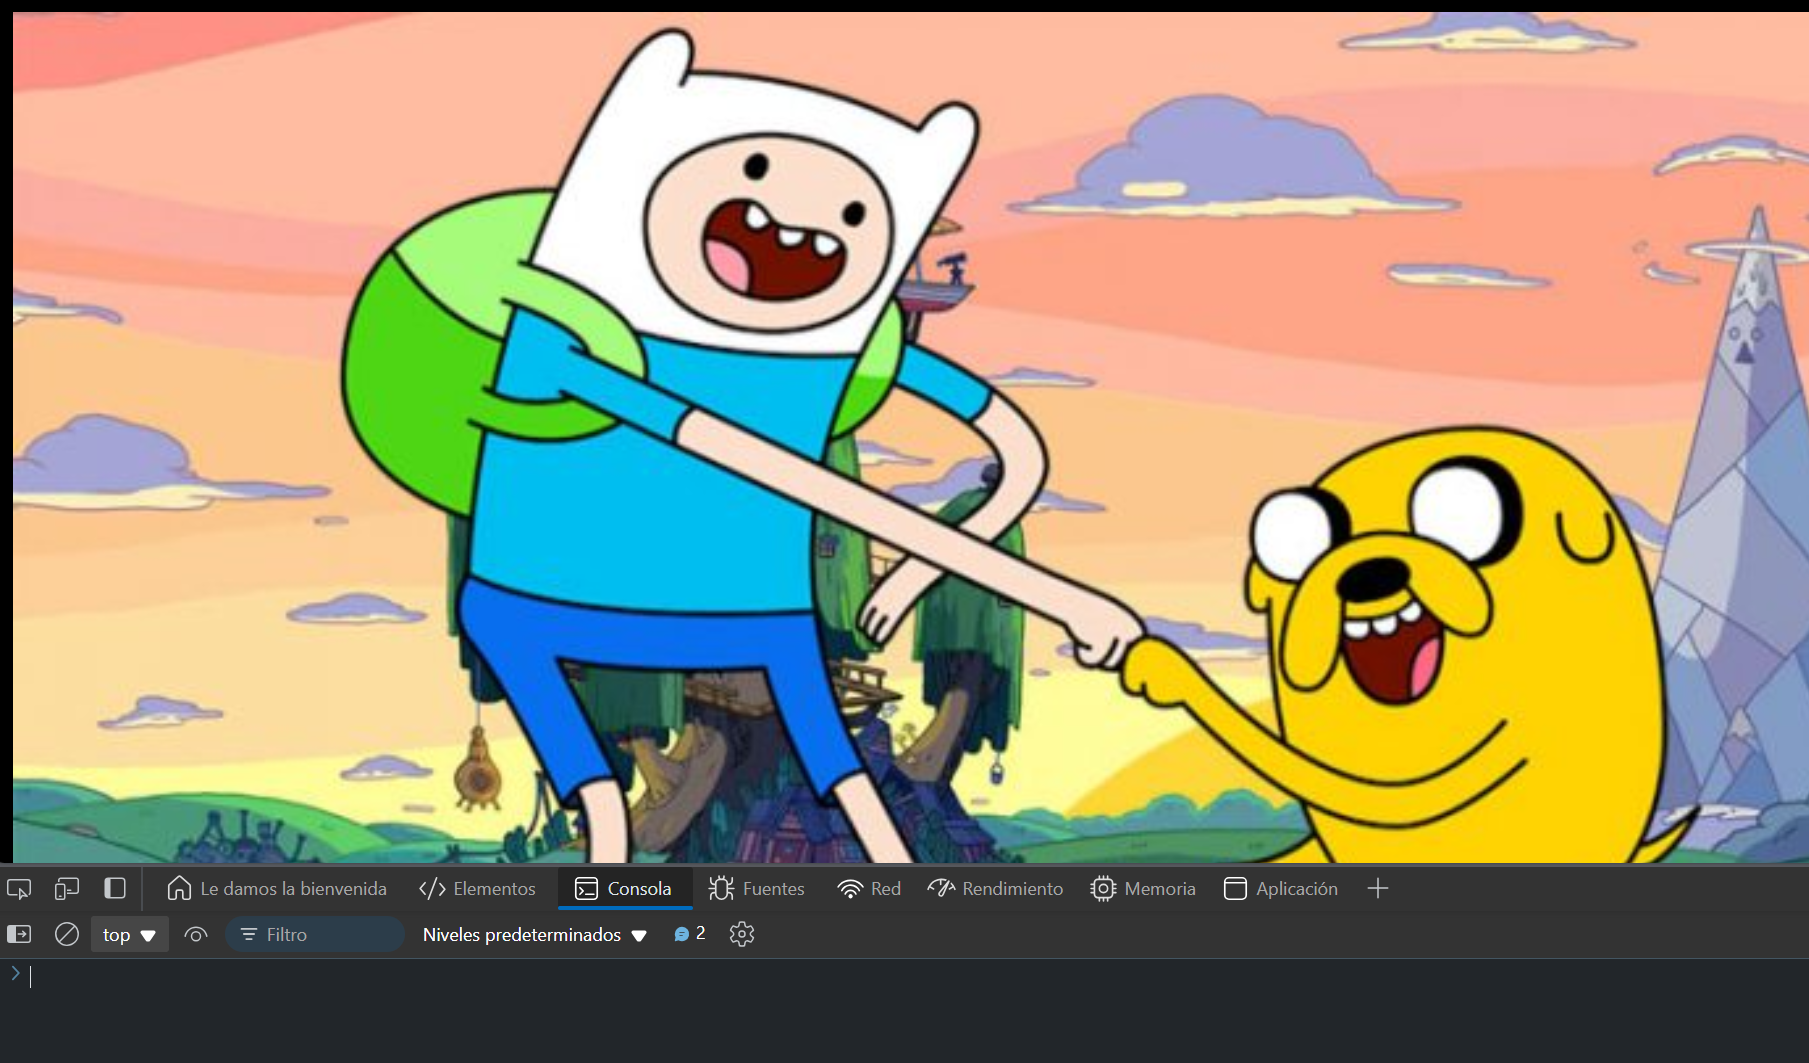 Le damos la bienvenida Elementos Consola Fuentes Red Rendimiento Memoria Aplicación
top Filtro Niveles predeterminados 2